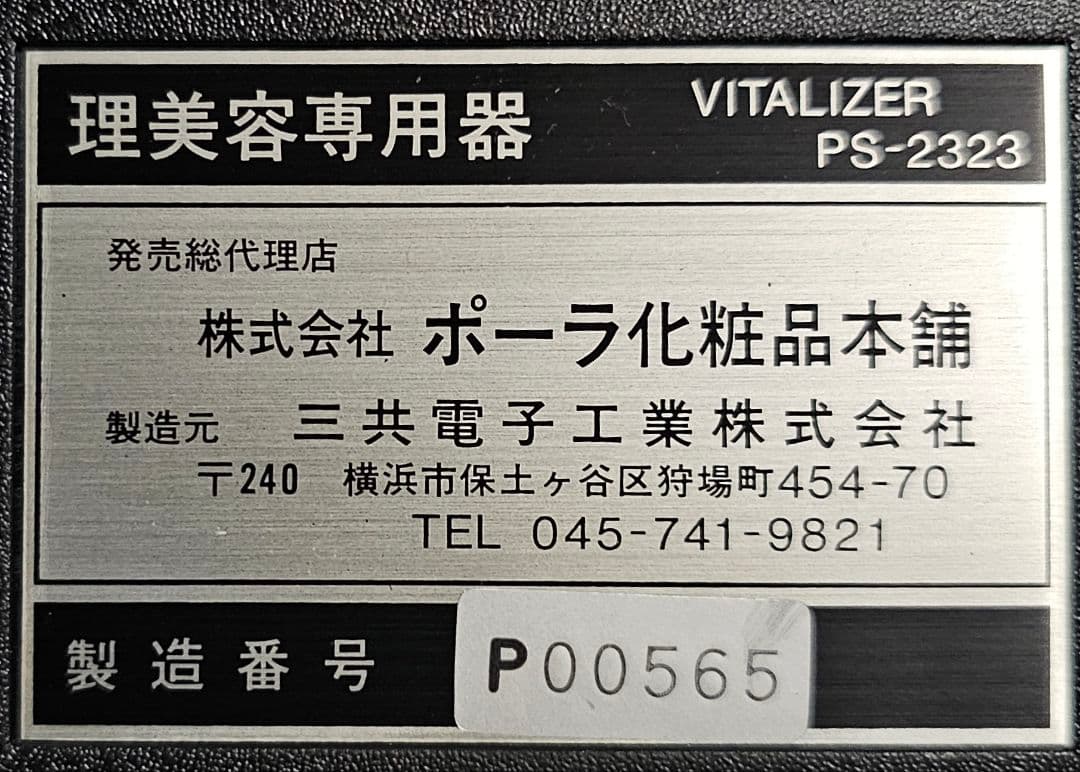 理美容専用器
VITALIZER
PS-2323
発売総代理店
株式会社 ポーラ化粧品本舗
製造元 三共電子工業株式会社
〒240 横浜市保土ヶ谷区狩場町454-70
TEL 045-741-9821
製造番号 P00565